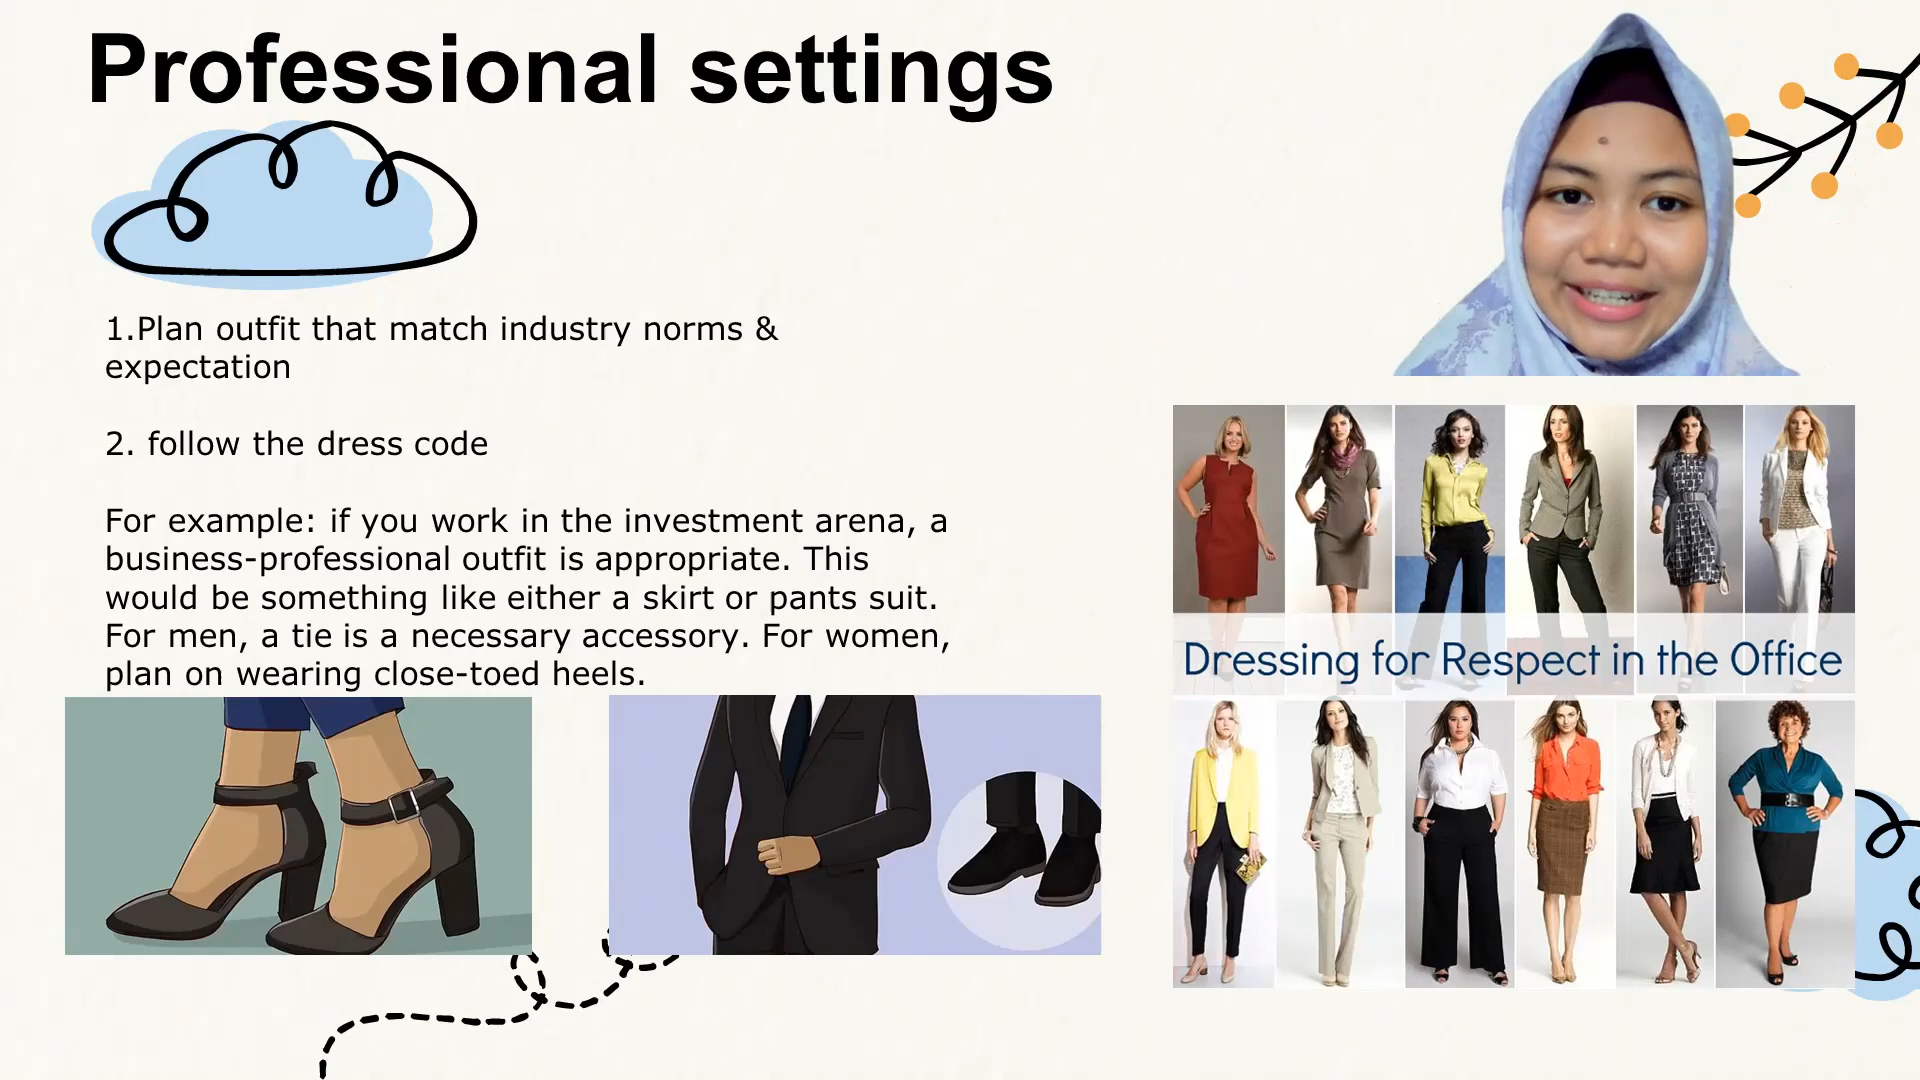 Professional settings
1.Plan outfit that match industry norms &
expectation
2. follow the dress code
For example: if you work in the investment arena, a
business-professional outfit is appropriate. This
would be something like either a skirt or pants suit.
For men, a tie is a necessary accessory. For women,
plan on wearing close-toed heels.
Dressing for Respect in the Office